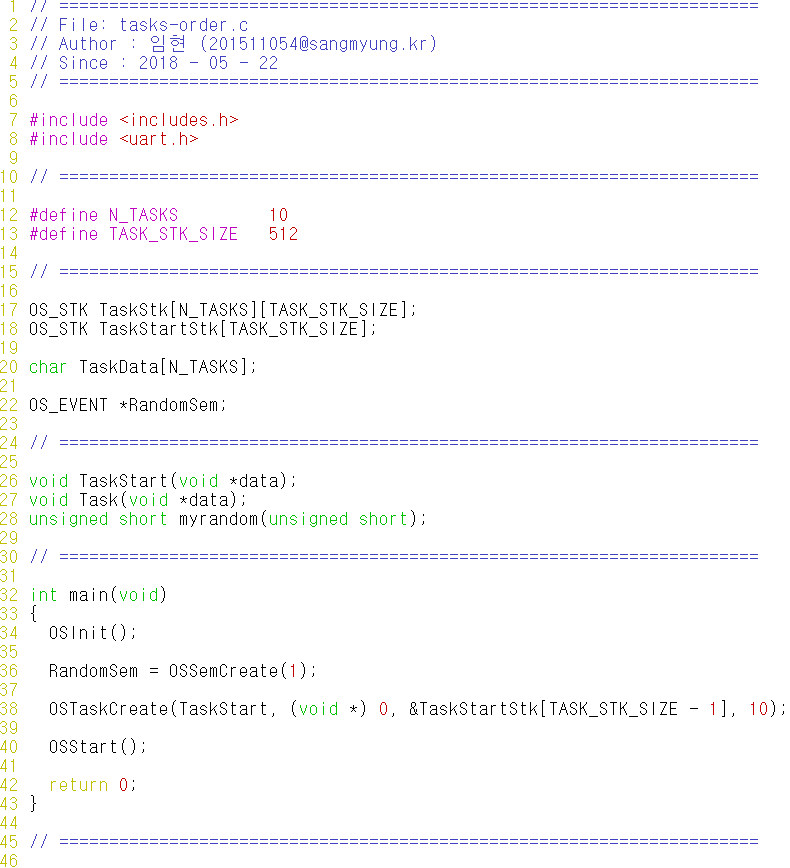 1 // ======================================================================
2 // File: tasks-order.c
3 // Author : 임현 (201511054@sangmyung.kr)
4 // Since : 2018 - 05 - 22
5 // ======================================================================
6
7 #include <includes.h>
8 #include <uart.h>
9
10 // ======================================================================
11
12 #define N_TASKS         10
13 #define TASK_STK_SIZE   512
14
15 // ======================================================================
16
17 OS_STK TaskStk[N_TASKS][TASK_STK_SIZE];
18 OS_STK TaskStartStk[TASK_STK_SIZE];
19
20 char TaskData[N_TASKS];
21
22 OS_EVENT *RandomSem;
23
24 // ======================================================================
25
26 void TaskStart(void *data);
27 void Task(void *data);
28 unsigned short myrandom(unsigned short);
29
30 // ======================================================================
31
32 int main(void)
33 {
34   OSInit();
35
36   RandomSem = OSSemCreate(1);
37
38   OSTaskCreate(TaskStart, (void *) 0, &TaskStartStk[TASK_STK_SIZE - 1], 10);
39
40   OSStart();
41
42   return 0;
43 }
44
45 // ======================================================================
46